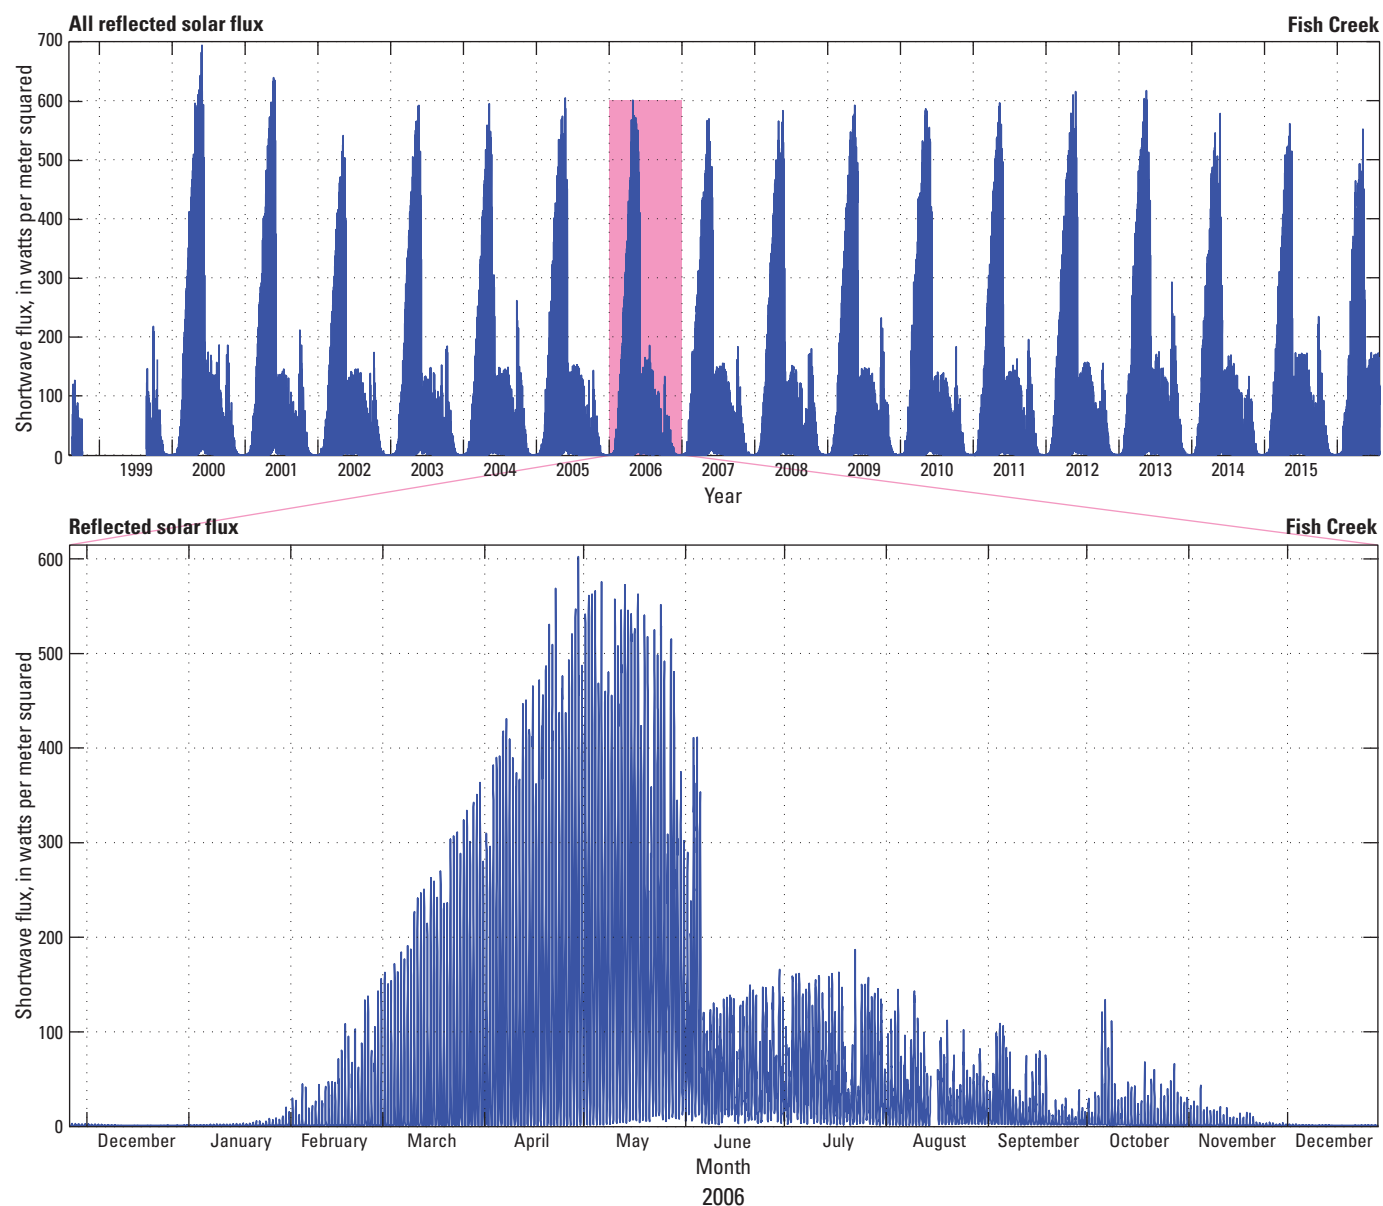 All reflected solar flux Fish Creek
Shortwave flux, in watts per meter squared
700
600
500
400
300
200
100
0
1999 2000 2001 2002 2003 2004 2005 2006 2007 2008 2009 2010 2011 2012 2013 2014 2015
Year
Reflected solar flux Fish Creek
Shortwave flux, in watts per meter squared
600
500
400
300
200
100
0
December January February March April May June July August September October November December
Month
2006